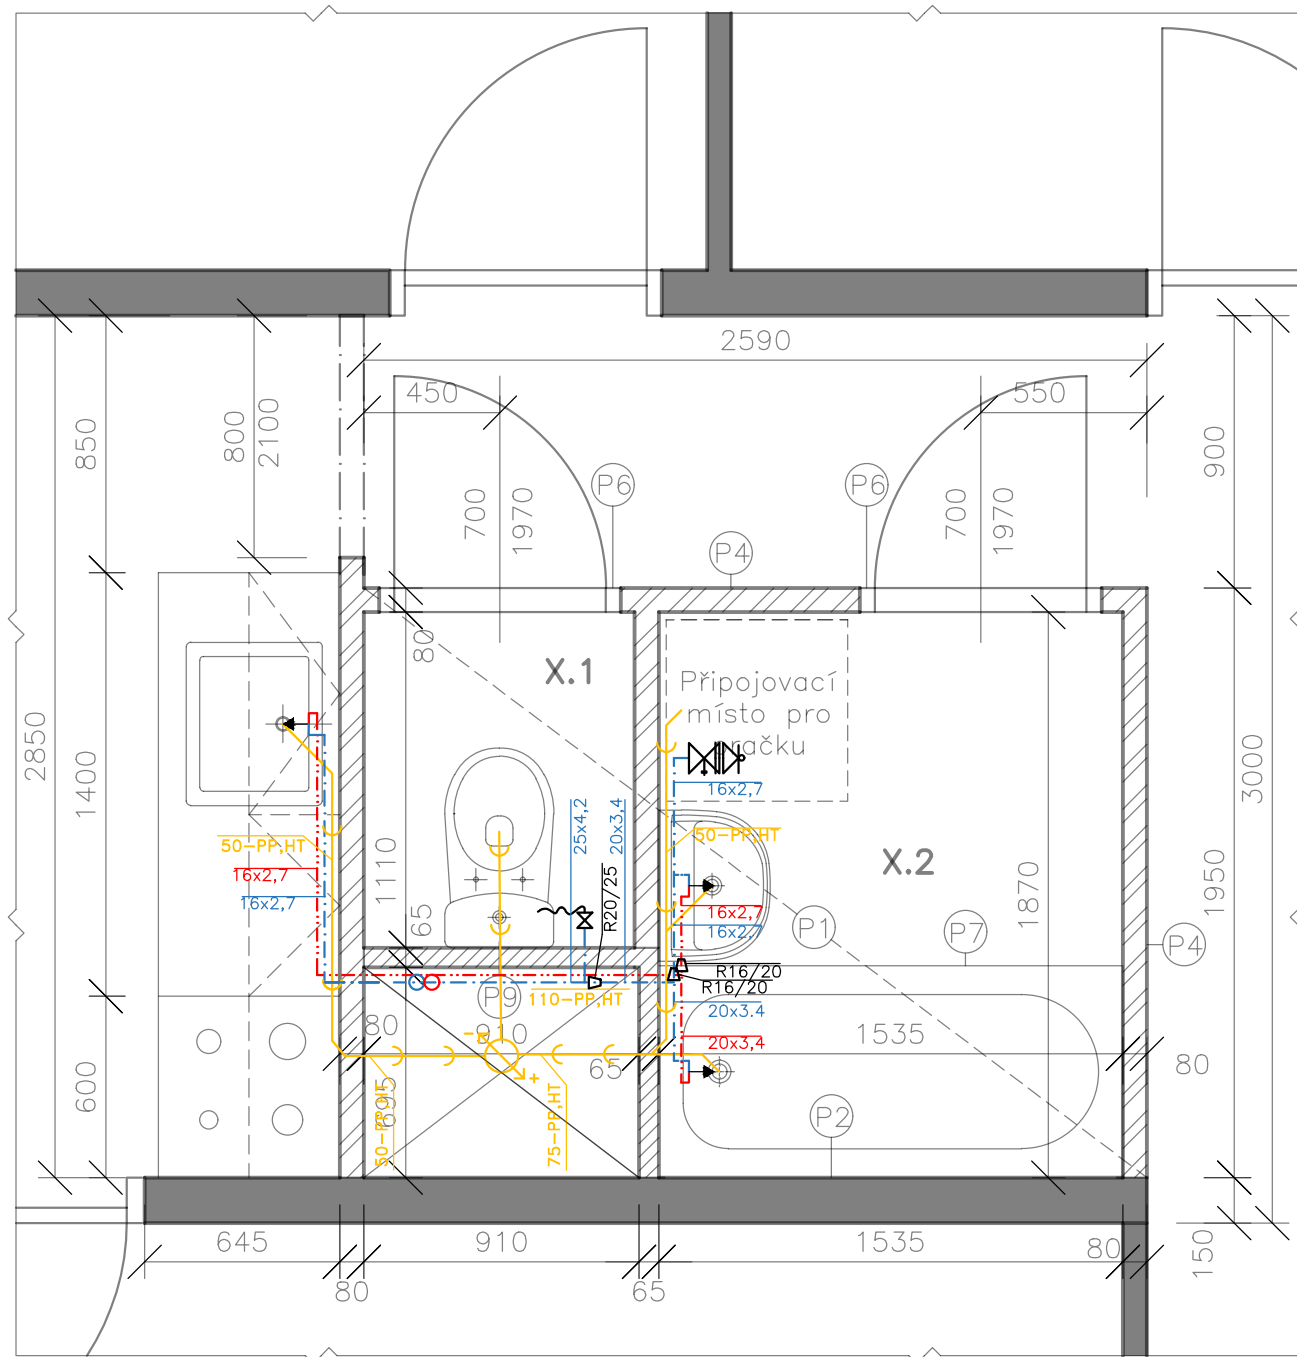 2590
450
550
800
2100
850
900
700
1970
700
1970
P6
P6
P4
80
X.1
Připojovací
místo pro
pračku
2850
1400
3000
16x2,7
25x4,2
20x3,4
50-PP,HT
50-PP,HT
16x2,7
16x2,7
1110
65
R20/25
X.2
1870
1950
16x2,7
16x2,7
P1
P7
P4
R16/20
R16/20
P9
110-PP,HT
20x3.4
20x3,4
80
910
1535
65
80
-
+
600
695
50-PP,HT
75-PP,HT
P2
645
910
1535
80
150
80
65